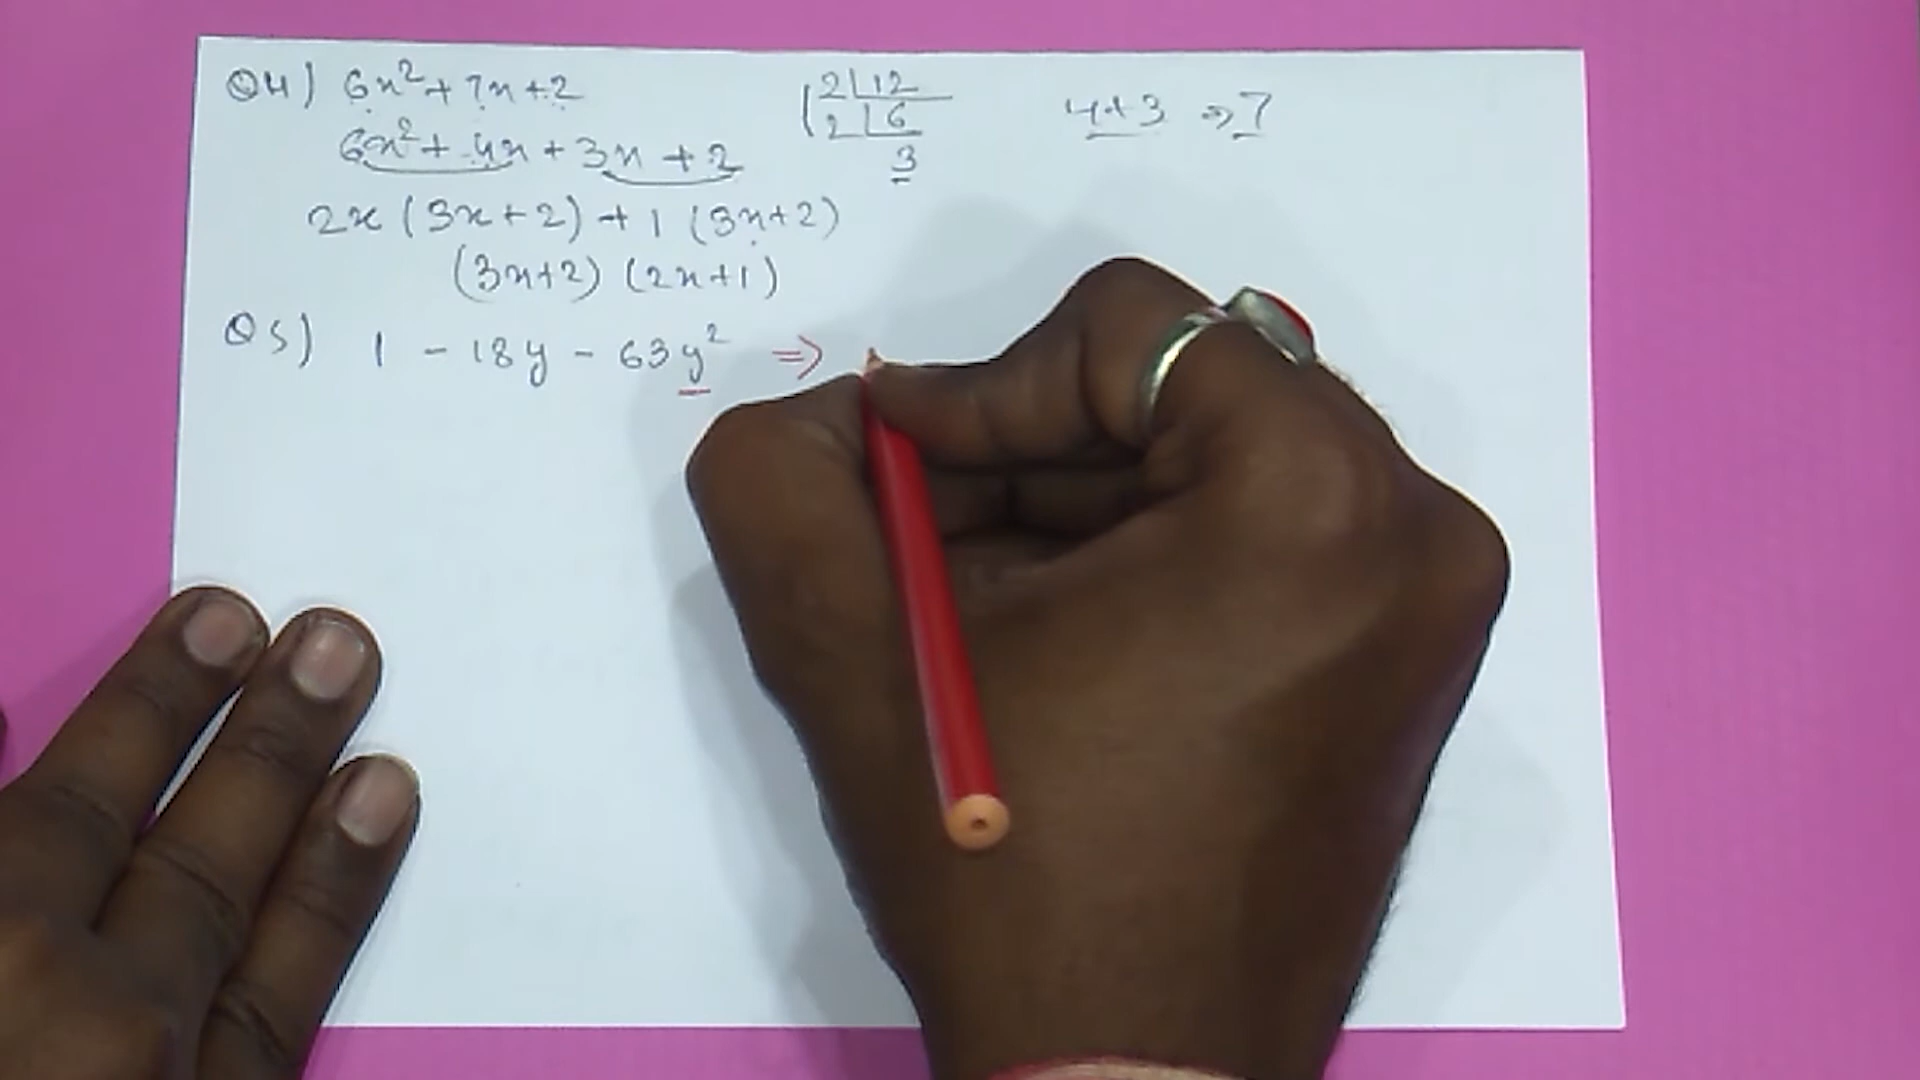 Q4) 6x²+7x+2
6x²+4x+3x+2
2x(3x+2)+1(3x+2)
(3x+2)(2x+1)
2|12
2|6
3
4+3 ⇒7
Q5) 1-18y-63y² ⇒